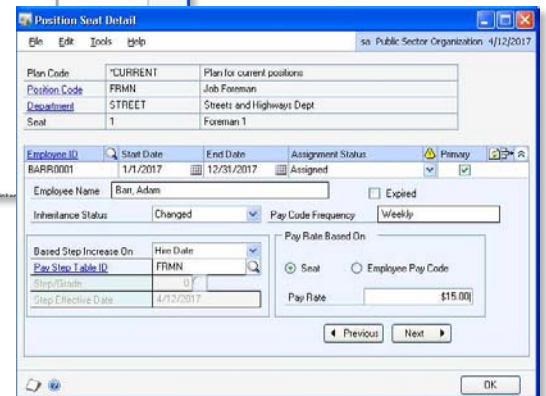 Position Seat Detail
File Edit Tools Help sa Public Sector Organization 4/12/2017
Plan Code *CURRENT Plan for current positions
Position Code FRMN Job Foreman
Department STREET Streets and Highways Dept
Seat 1 Foreman 1
Employee ID Start Date End Date Assignment Status Primary
BARR0001 1/1/2017 12/31/2017 Assigned
Employee Name Barr, Adam Expired
Inheritance Status Changed Pay Code Frequency Weekly
Pay Rate Based On
Based Step Increase On Hire Date
Pay Step Table ID FRMN Seat Employee Pay Code
Step/Grade 0
Step Effective Date 4/12/2017 Pay Rate $15.00
Previous Next
OK